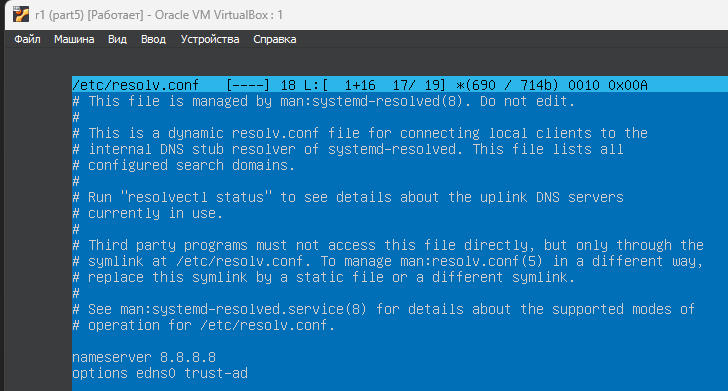 r1 (part5) [Работает] - Oracle VM VirtualBox : 1
Файл Машина Вид Ввод Устройства Справка
/etc/resolv.conf [----] 18 L:[ 1+16 17/ 19] *(690 / 714b) 0010 0x00A
# This file is managed by man:systemd-resolved(8). Do not edit.
#
# This is a dynamic resolv.conf file for connecting local clients to the
# internal DNS stub resolver of systemd-resolved. This file lists all
# configured search domains.
#
# Run "resolvectl status" to see details about the uplink DNS servers
# currently in use.
#
# Third party programs must not access this file directly, but only through the
# symlink at /etc/resolv.conf. To manage man:resolv.conf(5) in a different way,
# replace this symlink by a static file or a different symlink.
#
# See man:systemd-resolved.service(8) for details about the supported modes of
# operation for /etc/resolv.conf.
nameserver 8.8.8.8
options edns0 trust-ad